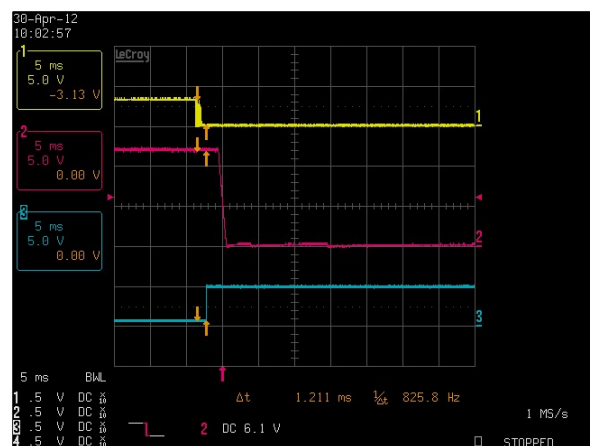 30-Apr-12
10:02:57
LeCroy
1
5 ms
5.0 V
-3.13 V
2
5 ms
5.0 V
0.00 V
3
5 ms
5.0 V
0.00 V
1
2
3
5 ms BWL
1 .5 V DC
2 .5 V DC
3 .5 V DC
4 .5 V DC
Δt 1.211 ms 1/Δt 825.8 Hz
2 DC 6.1 V
1 MS/s
STOPPED